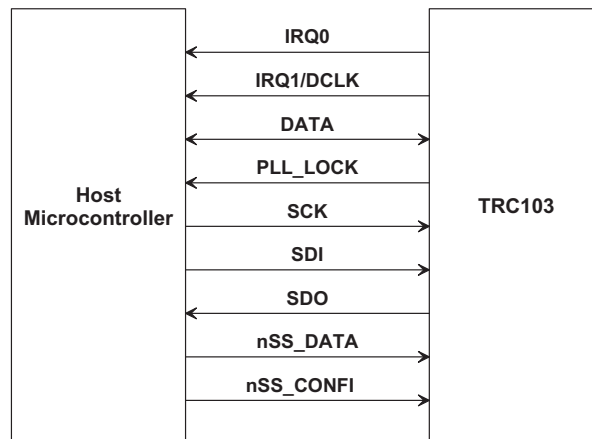 IRQ0
IRQ1/DCLK
DATA
PLL_LOCK
Host
Microcontroller
TRC103
SCK
SDI
SDO
nSS_DATA
nSS_CONFI